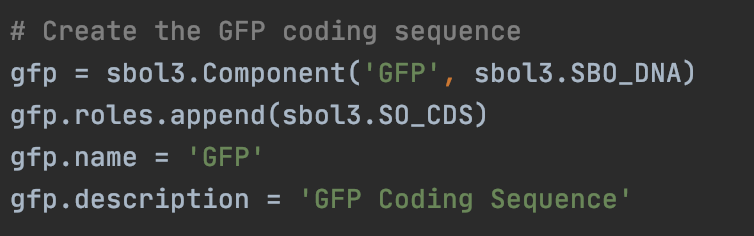 # Create the GFP coding sequence
gfp = sbol3.Component('GFP', sbol3.SBO_DNA)
gfp.roles.append(sbol3.SO_CDS)
gfp.name = 'GFP'
gfp.description = 'GFP Coding Sequence'